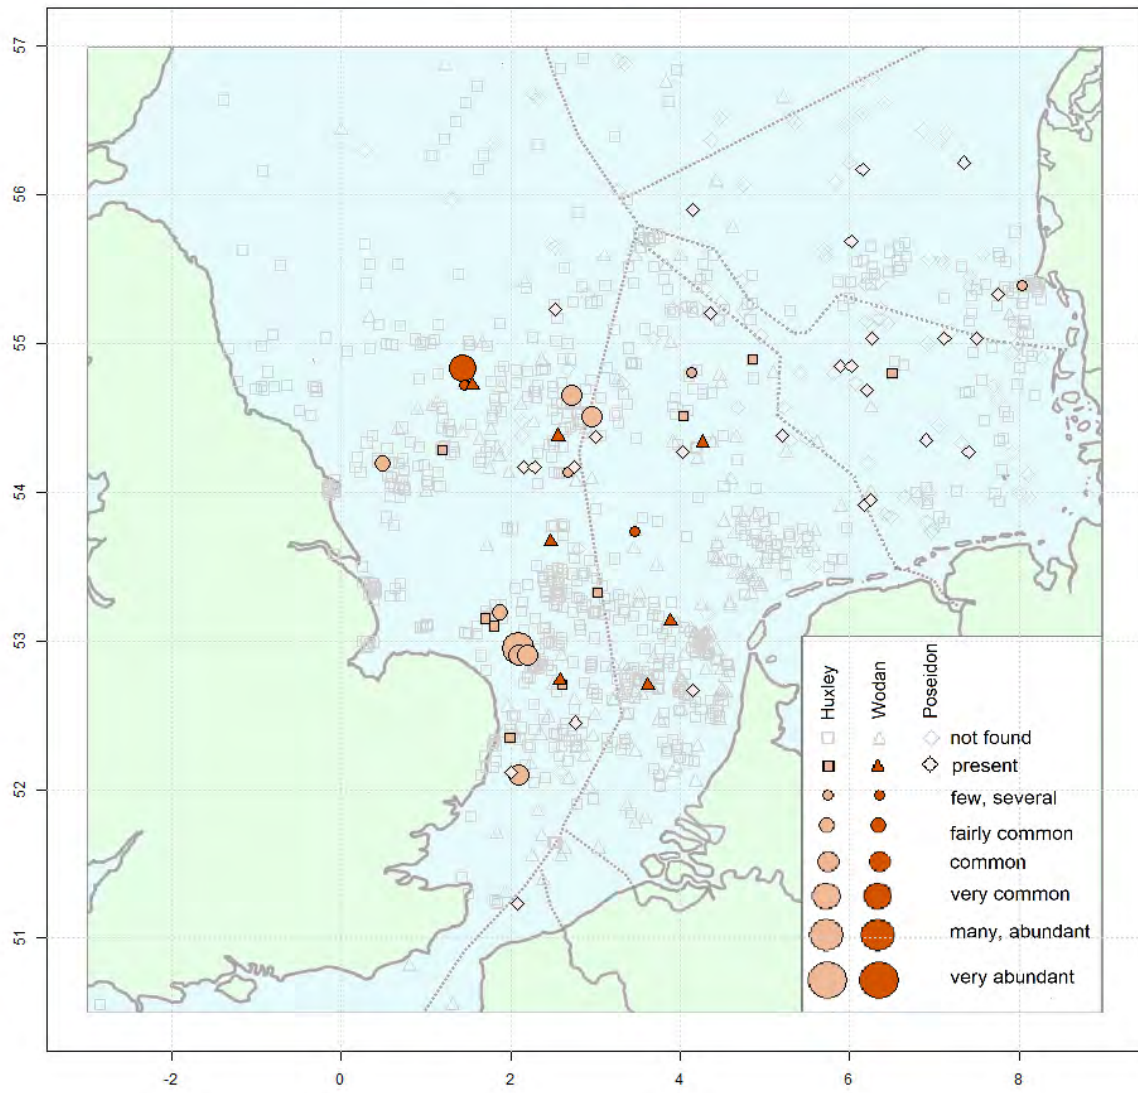 57
56
55
54
53
52
51
Huxley
Wodan
Poseidon
not found
present
few, several
fairly common
common
very common
many, abundant
very abundant
-2
0
2
4
6
8